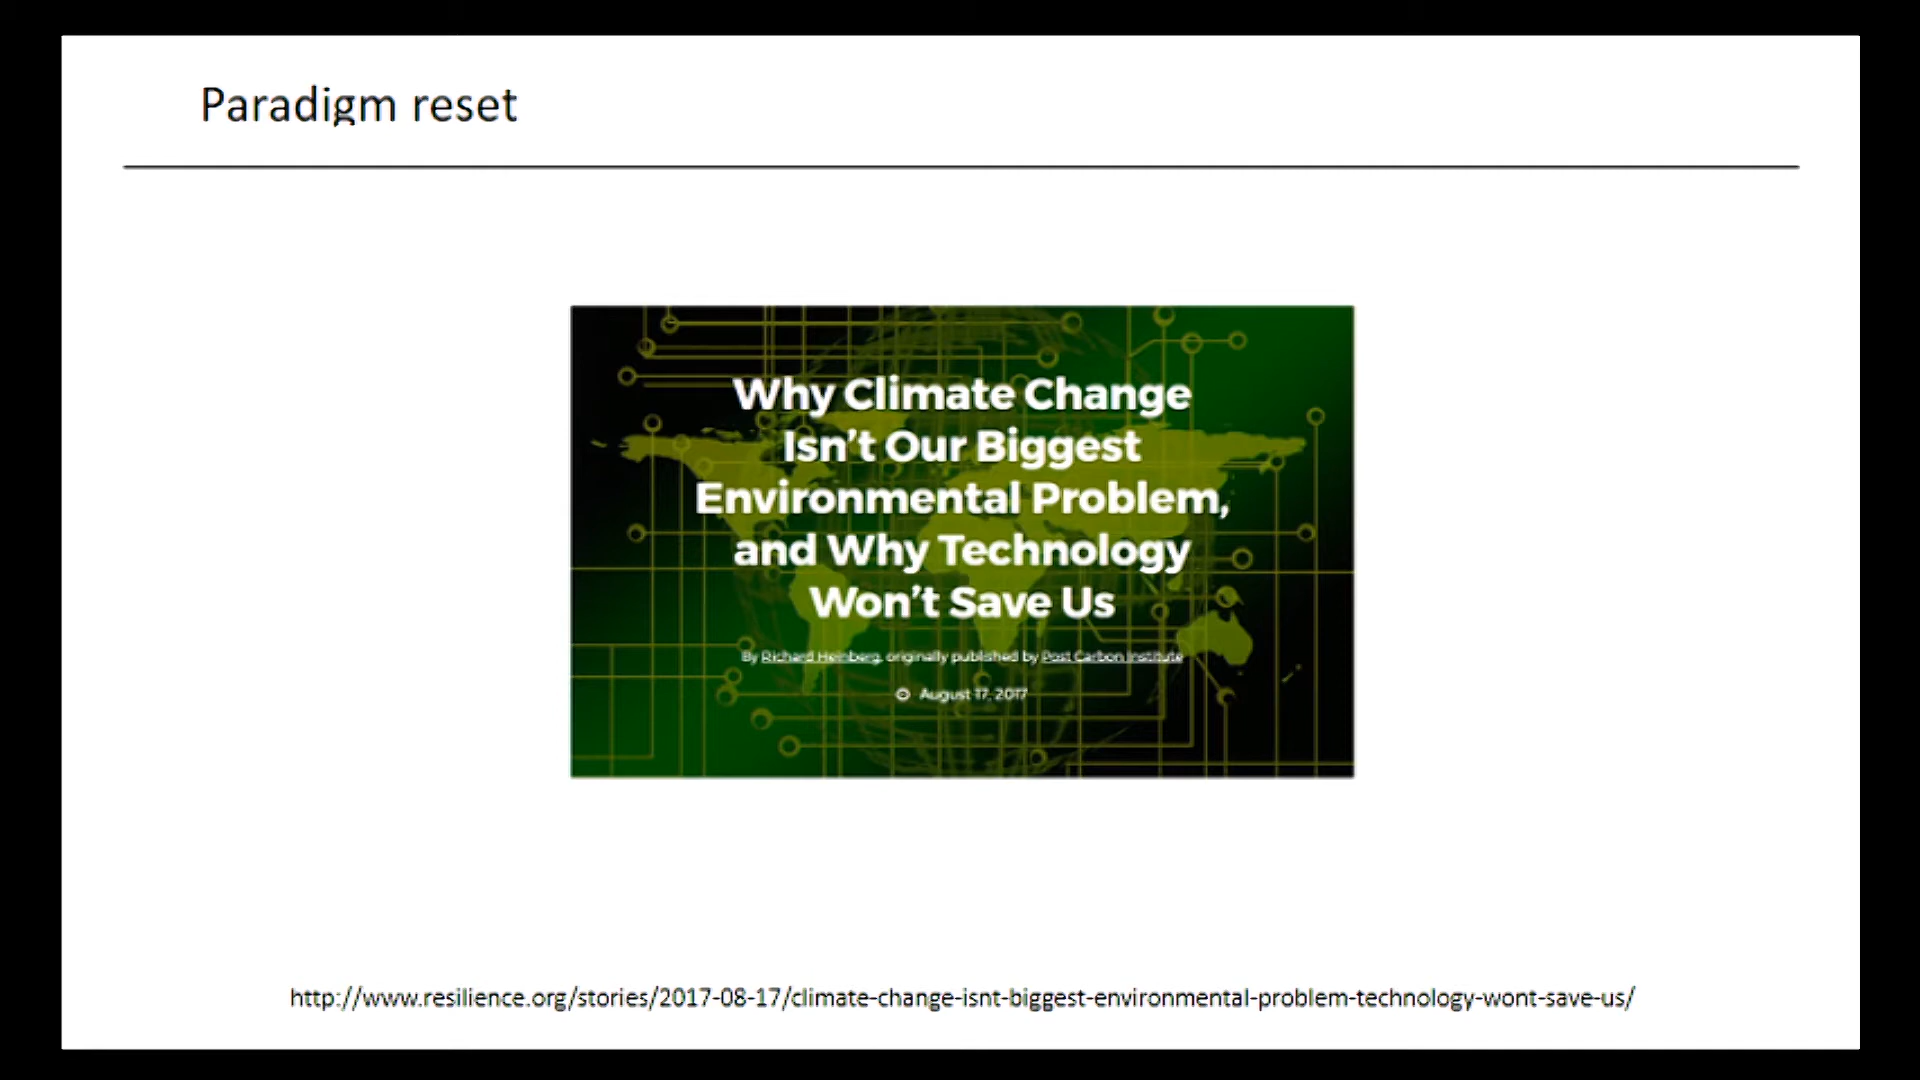 Paradigm reset
Why Climate Change
Isn't Our Biggest
Environmental Problem,
and Why Technology
Won't Save Us
By Richard Heinberg, originally published by Post Carbon Institute
August 17, 2017
http://www.resilience.org/stories/2017-08-17/climate-change-isnt-biggest-environmental-problem-technology-wont-save-us/